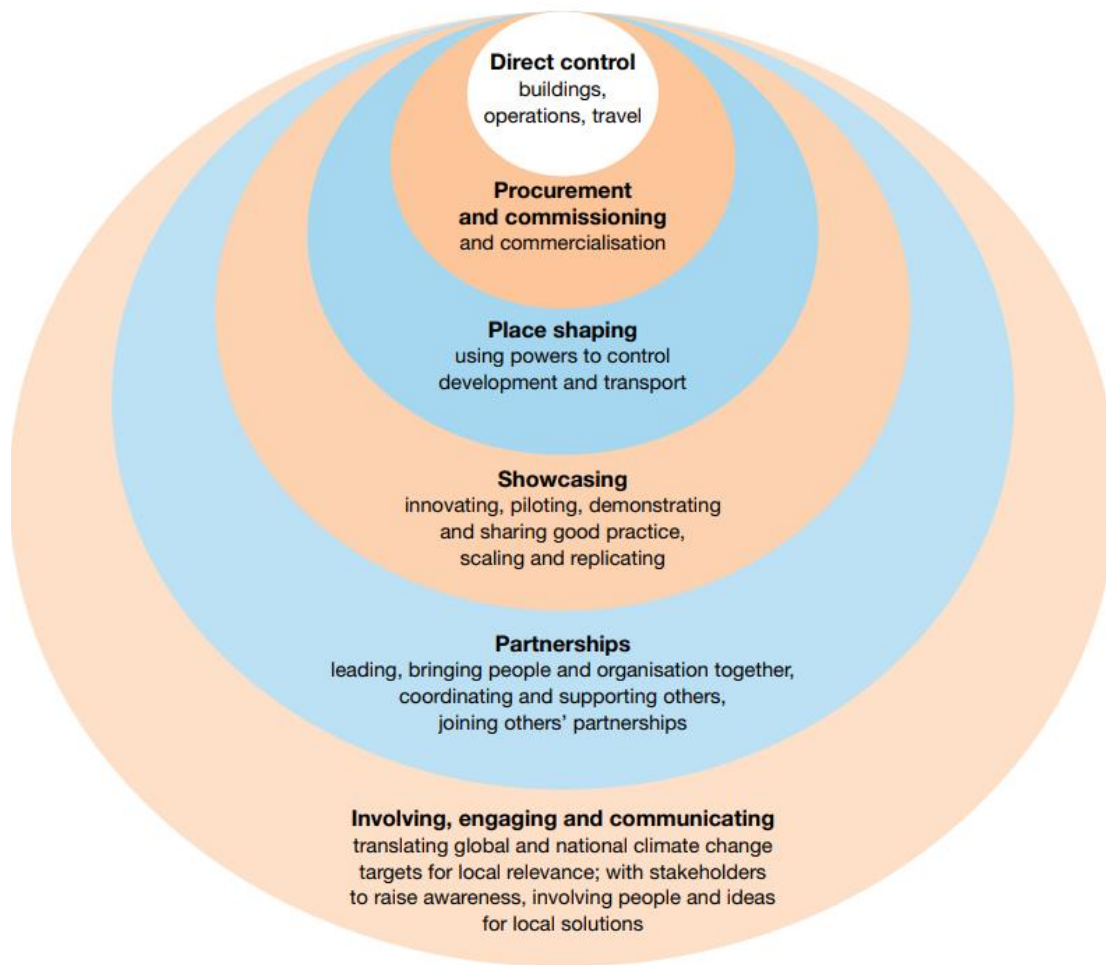 Direct control
buildings,
operations, travel
Procurement
and commissioning
and commercialisation
Place shaping
using powers to control
development and transport
Showcasing
innovating, piloting, demonstrating
and sharing good practice,
scaling and replicating
Partnerships
leading, bringing people and organisation together,
coordinating and supporting others,
joining others’ partnerships
Involving, engaging and communicating
translating global and national climate change
targets for local relevance; with stakeholders
to raise awareness, involving people and ideas
for local solutions